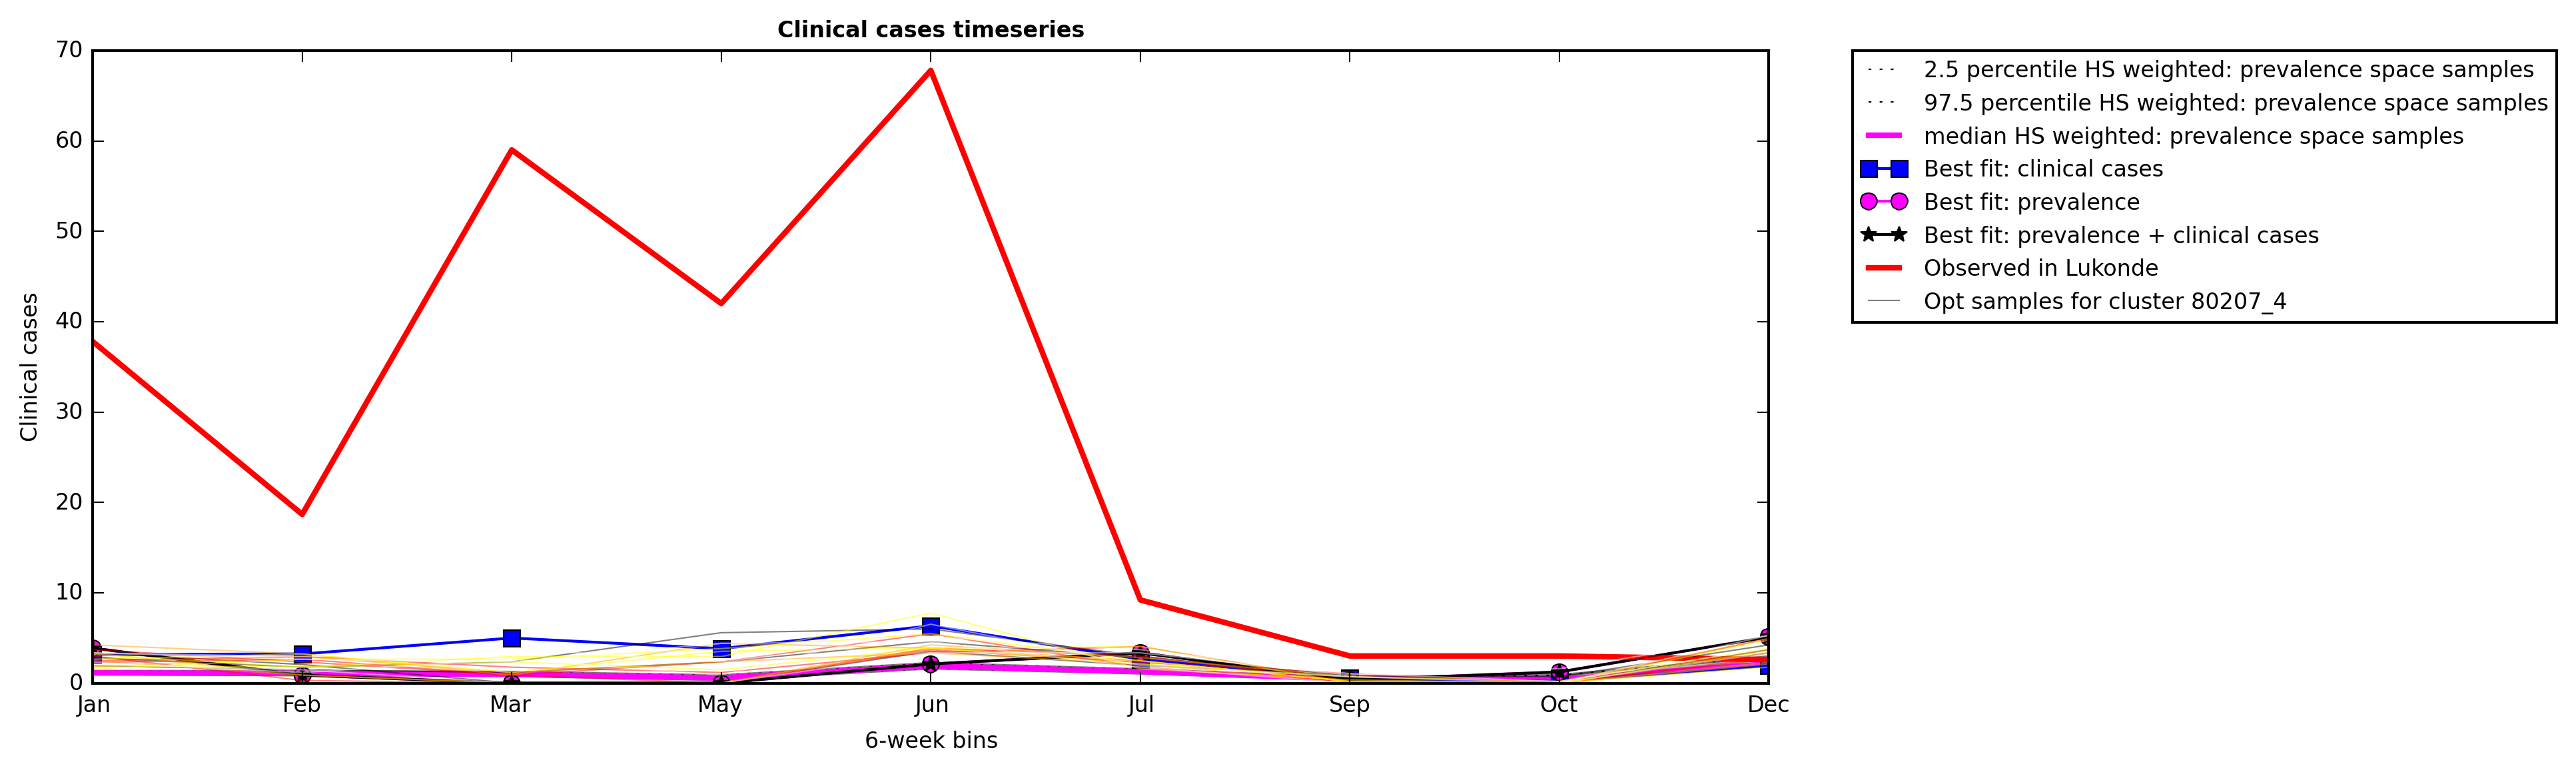 Clinical cases timeseries
70
60
50
40
30
20
10
0
Clinical cases
Jan Feb Mar May Jun Jul Sep Oct Dec
6-week bins
2.5 percentile HS weighted: prevalence space samples
97.5 percentile HS weighted: prevalence space samples
median HS weighted: prevalence space samples
Best fit: clinical cases
Best fit: prevalence
Best fit: prevalence + clinical cases
Observed in Lukonde
Opt samples for cluster 80207_4